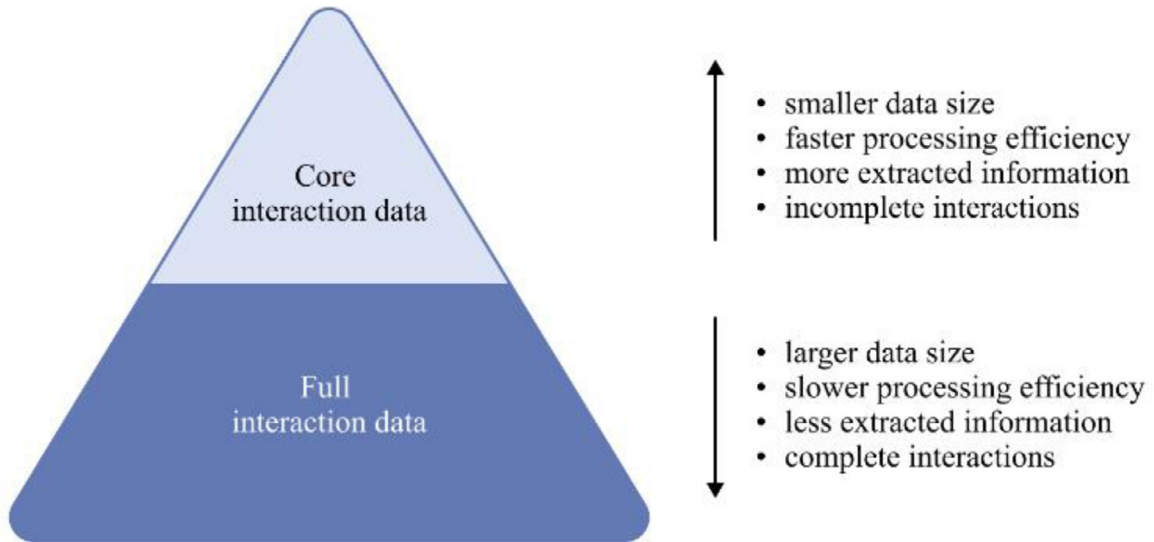 Core
interaction data
• smaller data size
• faster processing efficiency
• more extracted information
• incomplete interactions
Full
interaction data
• larger data size
• slower processing efficiency
• less extracted information
• complete interactions